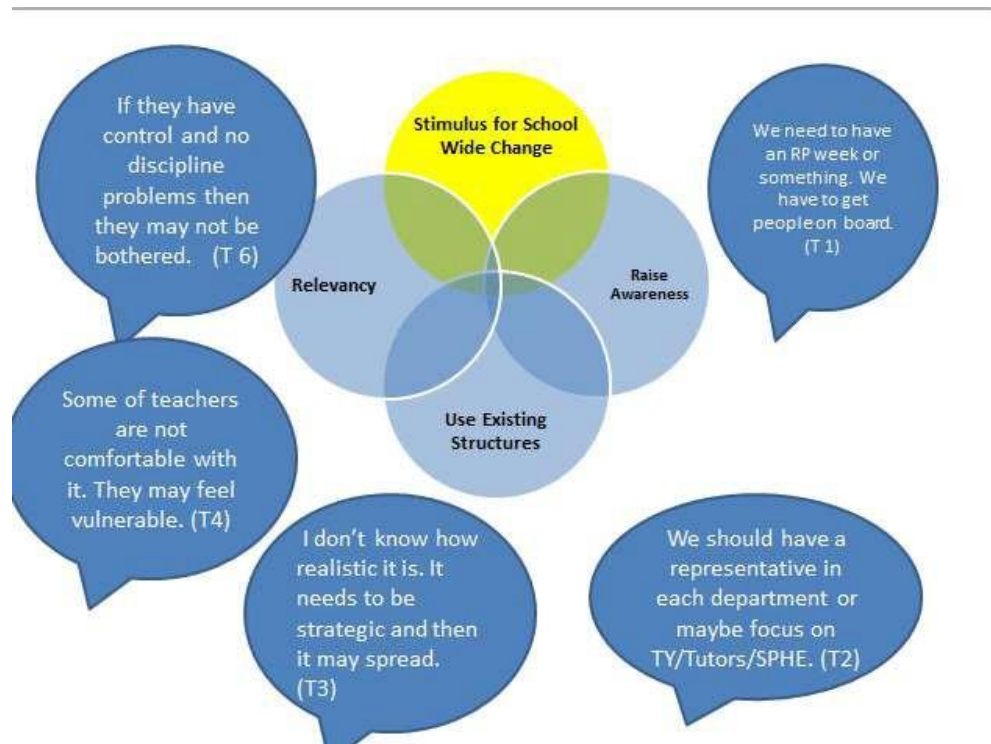 If they have
control and no
discipline
problems then
they may not be
bothered. (T 6)
Stimulus for School
Wide Change
We need to have
an RP week or
something. We
have to get
people on board.
(T 1)
Relevancy
Raise
Awareness
Use Existing
Structures
Some of teachers
are not
comfortable with
it. They may feel
vulnerable. (T4)
I don't know how
realistic it is. It
needs to be
strategic and then
it may spread.
(T3)
We should have a
representative in
each department or
maybe focus on
TY/Tutors/SPHE. (T2)